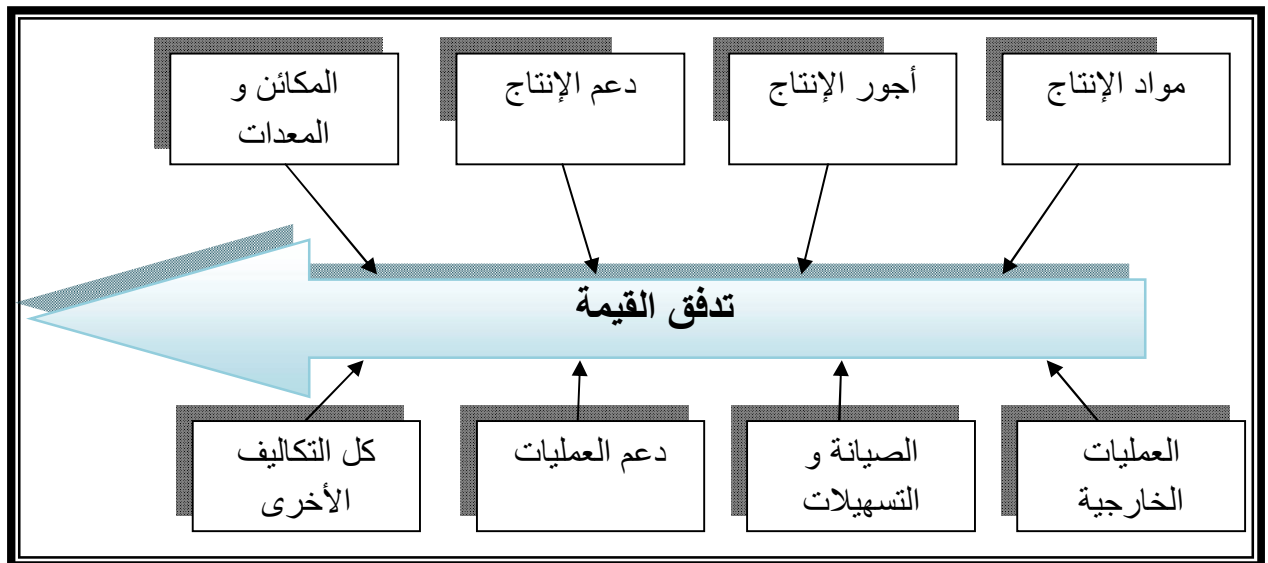 مواد الإنتاج
أجور الإنتاج
دعم الإنتاج
المكائن و
المعدات
تدفق القيمة
العمليات
الخارجية
الصيانة و
التسهيلات
دعم العمليات
كل التكاليف
الأخرى